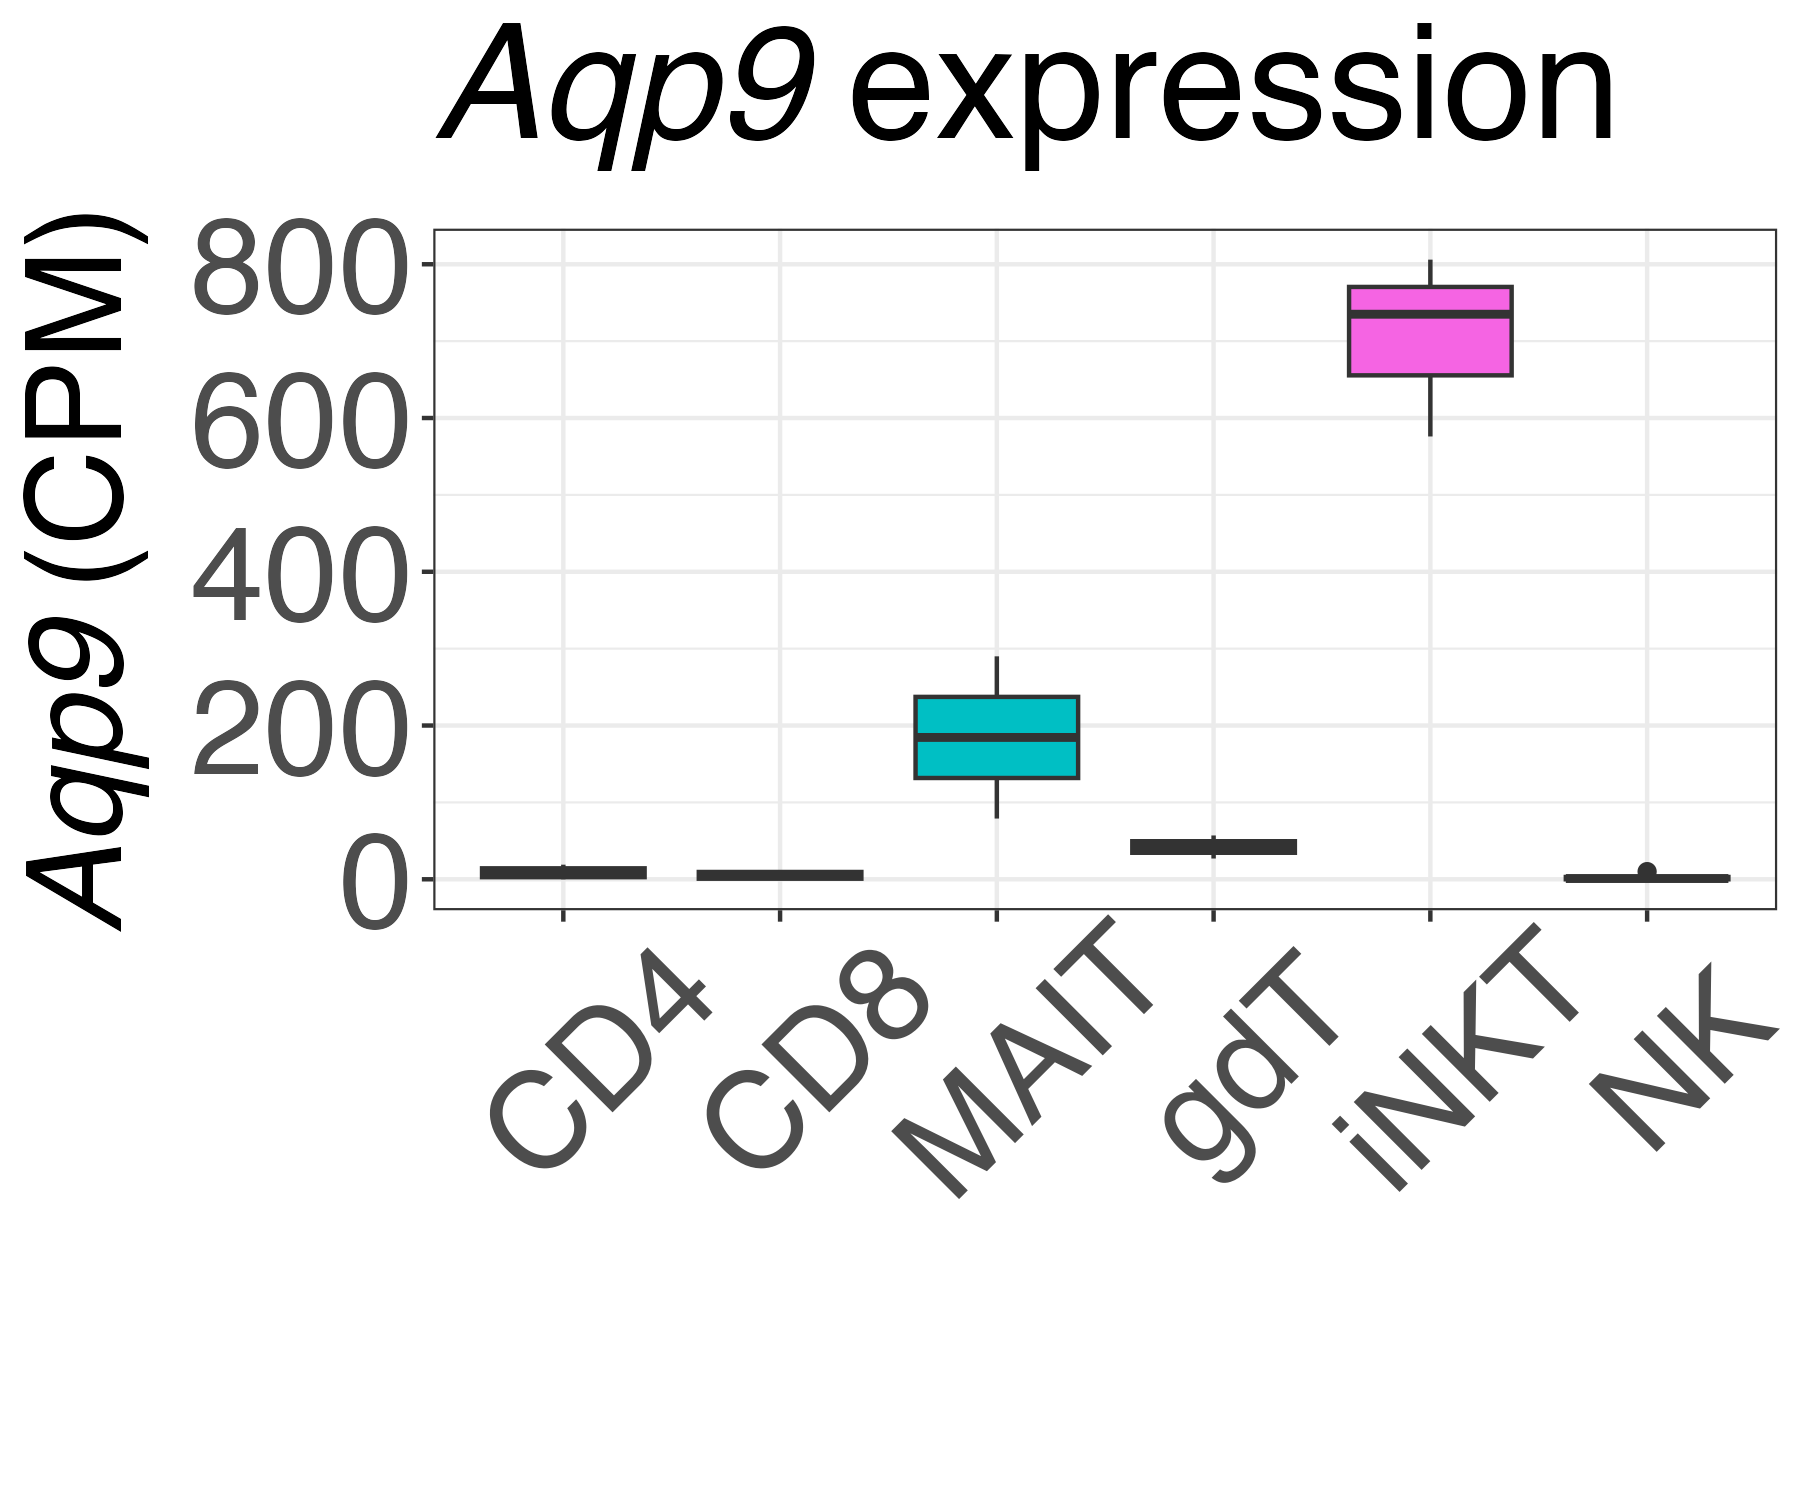 Aqp9 expression
Aqp9 (CPM)
800
600
400
200
0
CD4
CD8
MAIT
gdT
iNKT
NK